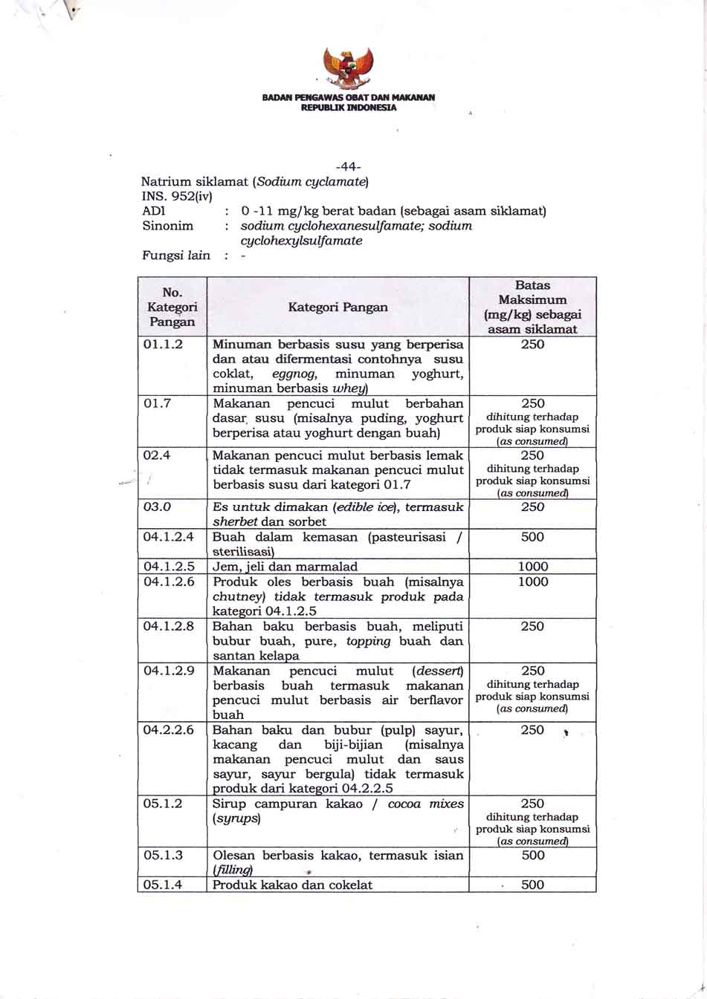 BADAN PENGAWAS OBAT DAN MAKANAN
REPUBLIK INDONESIA
-44-
Natrium siklamat (Sodium cyclamate)
INS. 952(iv)
ADI : 0 -11 mg/kg berat badan (sebagai asam siklamat)
Sinonim : sodium cyclohexanesulfamate; sodium
cyclohexylsulfamate
Fungsi lain : -
No.
Kategori
Pangan
Kategori Pangan
Batas
Maksimum
(mg/kg) sebagai
asam siklamat
01.1.2
Minuman berbasis susu yang berperisa
dan atau difermentasi contohnya susu
coklat, eggnog, minuman yoghurt,
minuman berbasis whey)
250
01.7
Makanan pencuci mulut berbahan
dasar susu (misalnya puding, yoghurt
berperisa atau yoghurt dengan buah)
250
dihitung terhadap
produk siap konsumsi
(as consumed)
02.4
Makanan pencuci mulut berbasis lemak
tidak termasuk makanan pencuci mulut
berbasis susu dari kategori 01.7
250
dihitung terhadap
produk siap konsumsi
(as consumed)
03.0
Es untuk dimakan (edible ice), termasuk
sherbet dan sorbet
250
04.1.2.4
Buah dalam kemasan (pasteurisasi /
sterilisasi)
500
04.1.2.5
Jem, jeli dan marmalad
1000
04.1.2.6
Produk oles berbasis buah (misalnya
chutney) tidak termasuk produk pada
kategori 04.1.2.5
1000
04.1.2.8
Bahan baku berbasis buah, meliputi
bubur buah, pure, topping buah dan
santan kelapa
250
04.1.2.9
Makanan pencuci mulut (dessert)
berbasis buah termasuk makanan
pencuci mulut berbasis air berflavor
buah
250
dihitung terhadap
produk siap konsumsi
(as consumed)
04.2.2.6
Bahan baku dan bubur (pulp) sayur,
kacang dan biji-bijian (misalnya
makanan pencuci mulut dan saus
sayur, sayur bergula) tidak termasuk
produk dari kategori 04.2.2.5
250
05.1.2
Sirup campuran kakao / cocoa mixes
(syrups)
250
dihitung terhadap
produk siap konsumsi
(as consumed)
05.1.3
Olesan berbasis kakao, termasuk isian
(filling)
500
05.1.4
Produk kakao dan cokelat
500